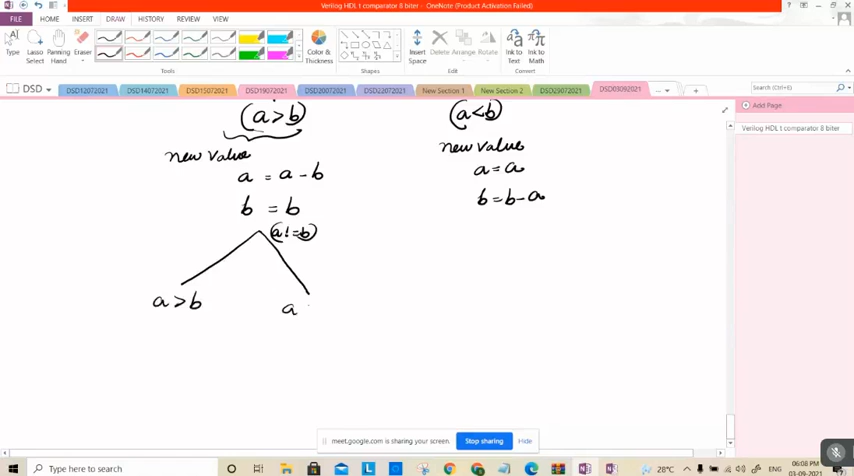 Verilog HDL t comparator 8 biter - OneNote (Product Activation Failed)
FILE HOME INSERT DRAW HISTORY REVIEW VIEW
Type Lasso Select Panning Hand Eraser Color & Thickness Insert Space Delete Arrange Rotate Ink to Text Ink to Math
Tools Shapes Edit Convert
DSD DSD12072021 DSD14072021 DSD15072021 DSD19072021 DSD20072021 DSD22072021 New Section 1 New Section 2 DSD29072021 DSD03092021 ... + Search (Ctrl+E)
Add Page
Verilog HDL t comparator 8 biter
(a>b) (a<b)
new value new value
a = a - b a = a
b = b b = b - a
(a! = b)
a > b a
meet.google.com is sharing your screen. Stop sharing Hide
Type here to search 28°C ENG 06:08 PM
03-09-2021